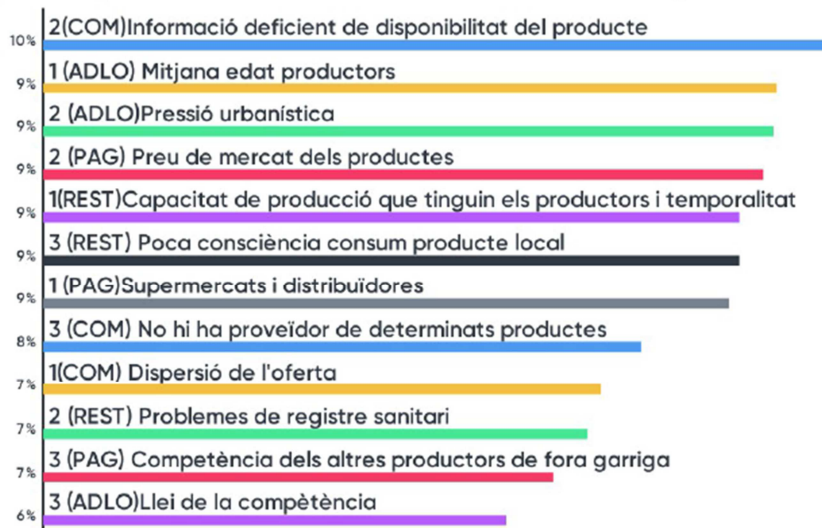 2(COM)Informació deficient de disponibilitat del producte
10%
1 (ADLO) Mitjana edat productors
9%
2 (ADLO)Pressió urbanística
9%
2 (PAG) Preu de mercat dels productes
9%
1(REST)Capacitat de producció que tinguin els productors i temporalitat
9%
3 (REST) Poca consciència consum producte local
9%
1 (PAG)Supermercats i distribuïdores
9%
3 (COM) No hi ha proveïdor de determinats productes
8%
1(COM) Dispersió de l'oferta
7%
2 (REST) Problemes de registre sanitari
7%
3 (PAG) Competència dels altres productors de fora garriga
7%
3 (ADLO)Llei de la compètència
6%